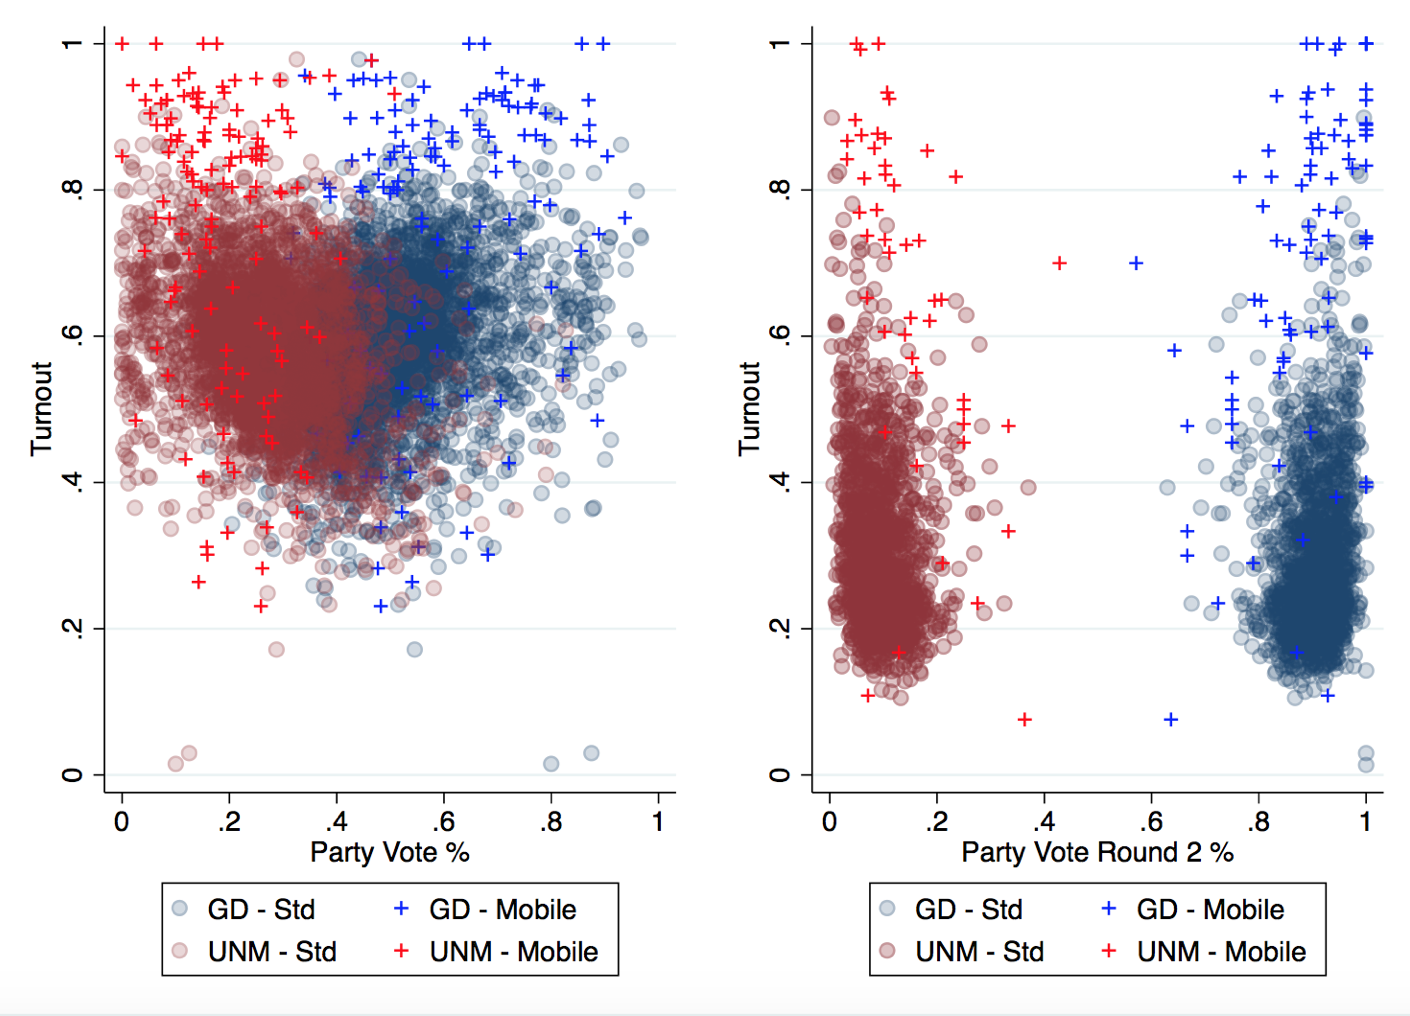 Turnout
1
.8
.6
.4
.2
0
0 .2 .4 .6 .8 1
Party Vote %
GD - Std GD - Mobile
UNM - Std UNM - Mobile
Turnout
1
.8
.6
.4
.2
0
0 .2 .4 .6 .8 1
Party Vote Round 2 %
GD - Std GD - Mobile
UNM - Std UNM - Mobile